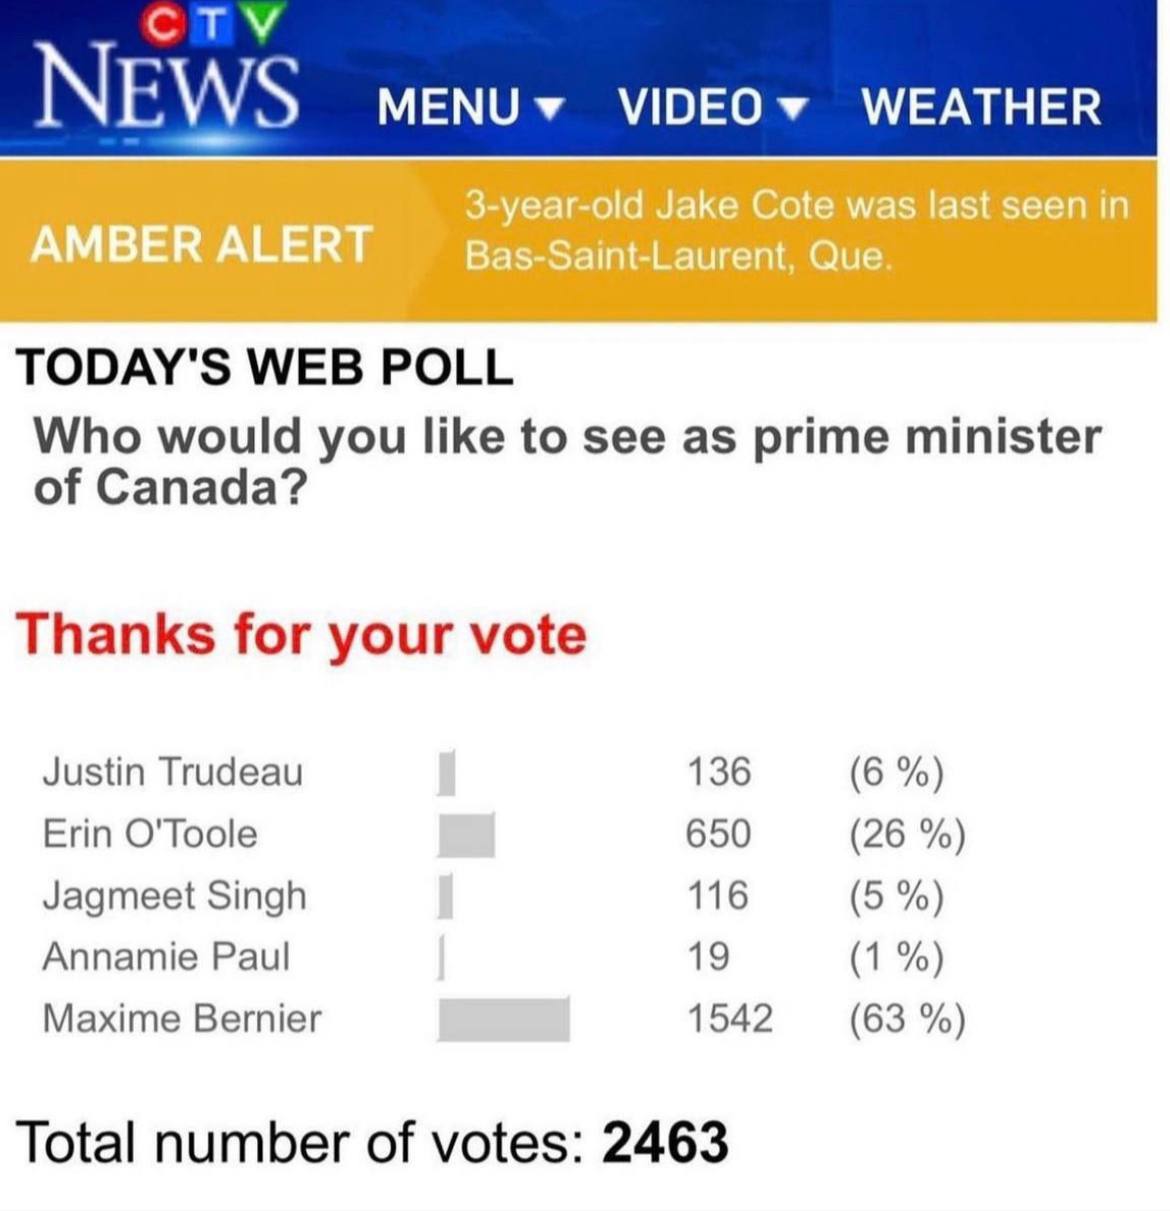 CTV
NEWS
MENU ▼ VIDEO ▼ WEATHER
AMBER ALERT
3-year-old Jake Cote was last seen in
Bas-Saint-Laurent, Que.
TODAY'S WEB POLL
Who would you like to see as prime minister
of Canada?
Thanks for your vote
Justin Trudeau 136 (6 %)
Erin O'Toole 650 (26 %)
Jagmeet Singh 116 (5 %)
Annamie Paul 19 (1 %)
Maxime Bernier 1542 (63 %)
Total number of votes: 2463